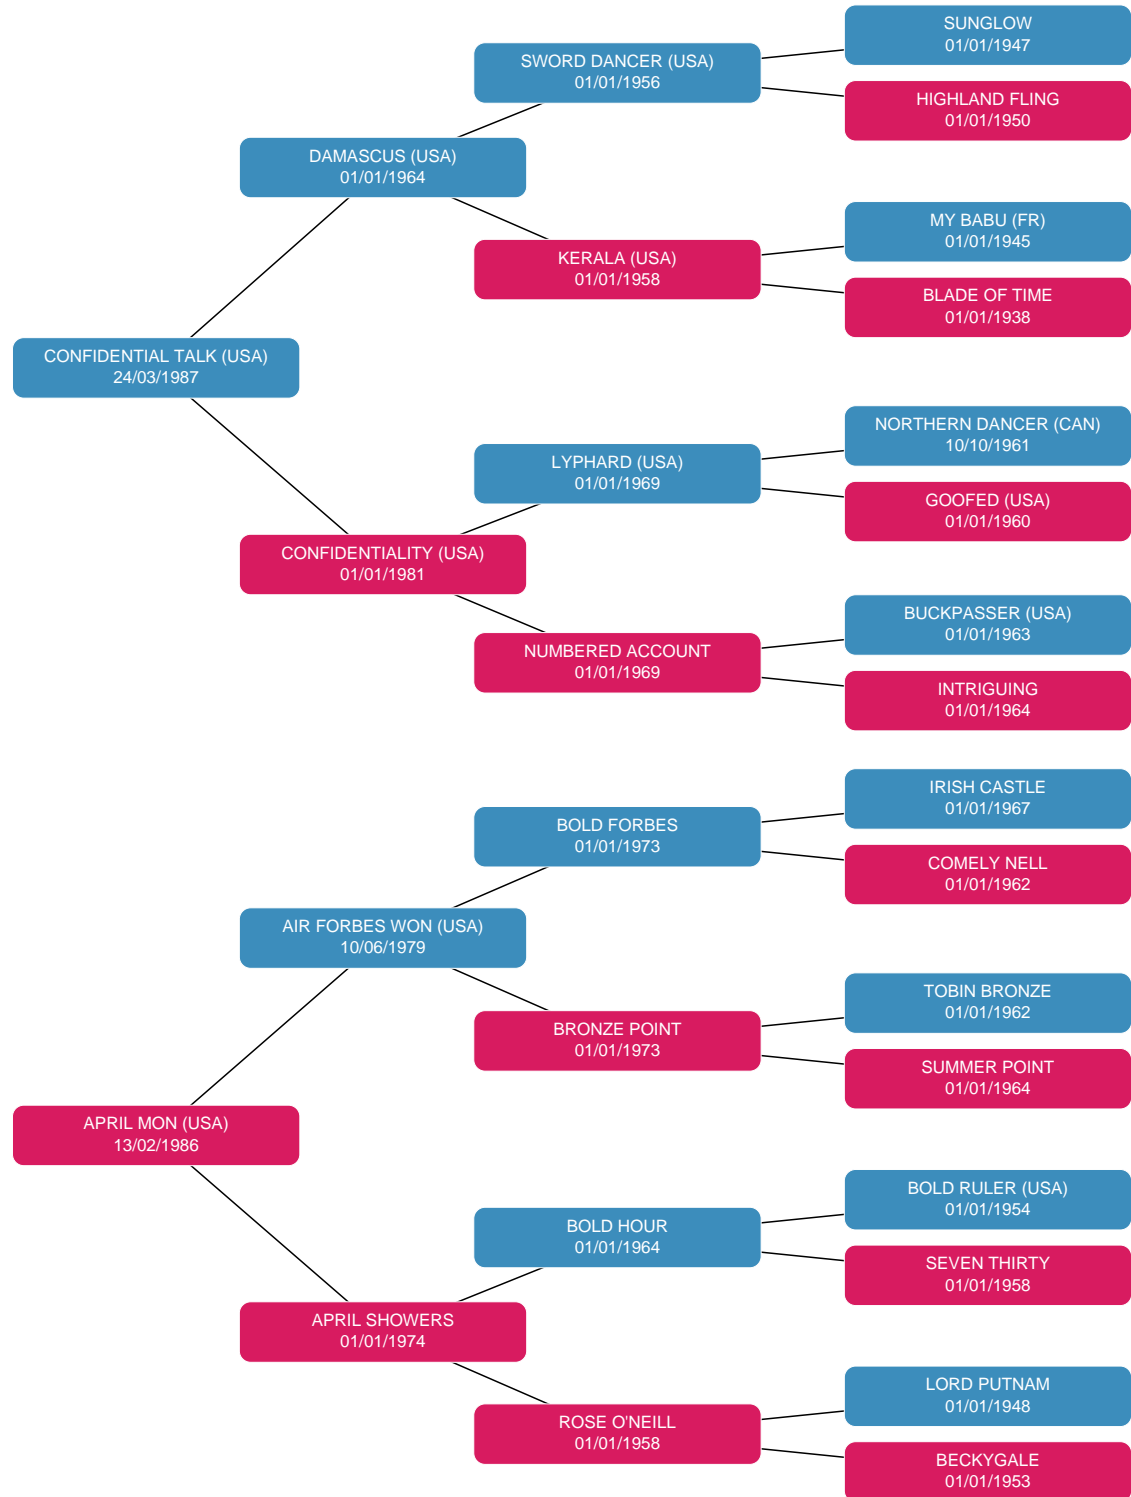 SUNGLOW
01/01/1947
SWORD DANCER (USA)
01/01/1956
HIGHLAND FLING
01/01/1950
DAMASCUS (USA)
01/01/1964
MY BABU (FR)
01/01/1945
KERALA (USA)
01/01/1958
BLADE OF TIME
01/01/1938
CONFIDENTIAL TALK (USA)
24/03/1987
NORTHERN DANCER (CAN)
10/10/1961
LYPHARD (USA)
01/01/1969
GOOFED (USA)
01/01/1960
CONFIDENTIALITY (USA)
01/01/1981
BUCKPASSER (USA)
01/01/1963
NUMBERED ACCOUNT
01/01/1969
INTRIGUING
01/01/1964
IRISH CASTLE
01/01/1967
BOLD FORBES
01/01/1973
COMELY NELL
01/01/1962
AIR FORBES WON (USA)
10/06/1979
TOBIN BRONZE
01/01/1962
BRONZE POINT
01/01/1973
SUMMER POINT
01/01/1964
APRIL MON (USA)
13/02/1986
BOLD RULER (USA)
01/01/1954
BOLD HOUR
01/01/1964
SEVEN THIRTY
01/01/1958
APRIL SHOWERS
01/01/1974
LORD PUTNAM
01/01/1948
ROSE O'NEILL
01/01/1958
BECKYGALE
01/01/1953